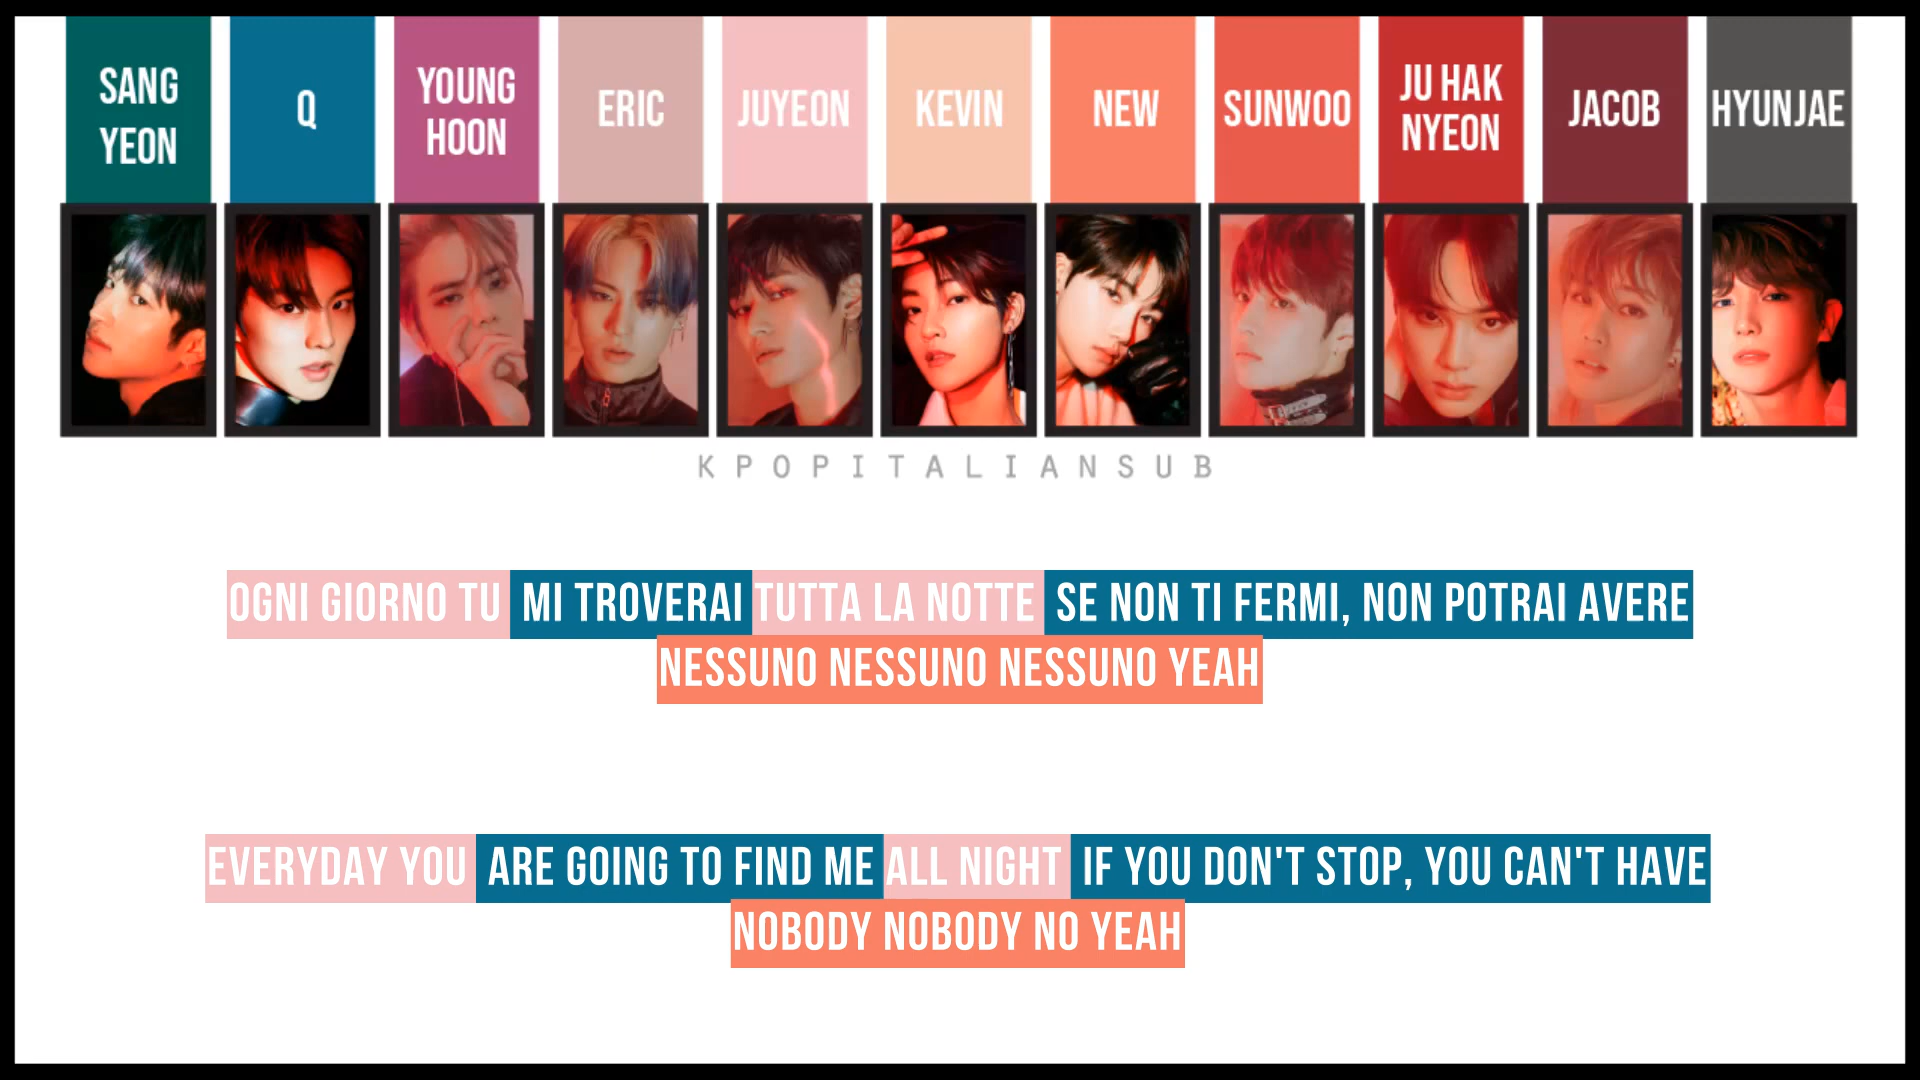 SANG YEON
Q
YOUNG HOON
ERIC
JUYEON
KEVIN
NEW
SUNWOO
JU HAK NYEON
JACOB
HYUNJAE
KPOPITALIANSUB
OGNI GIORNO TU MI TROVERAI TUTTA LA NOTTE SE NON TI FERMI, NON POTRAI AVERE
NESSUNO NESSUNO NESSUNO YEAH
EVERYDAY YOU ARE GOING TO FIND ME ALL NIGHT IF YOU DON'T STOP, YOU CAN'T HAVE
NOBODY NOBODY NO YEAH